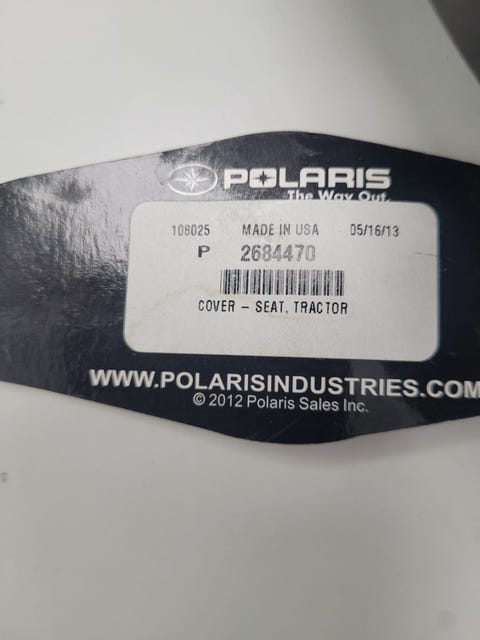 POLARIS
The Way Out.
108025 MADE IN USA 05/16/13
P 2684470
COVER - SEAT, TRACTOR
WWW.POLARISINDUSTRIES.COM
© 2012 Polaris Sales Inc.